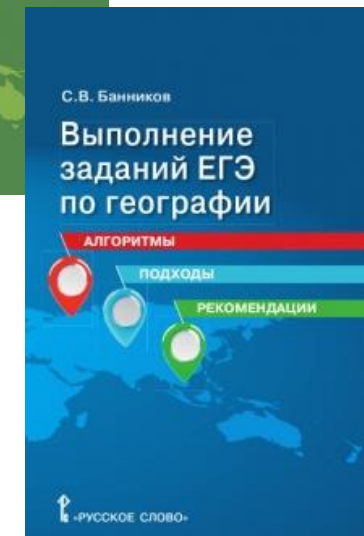 С.В. Банников
Выполнение
заданий ЕГЭ
по географии
АЛГОРИТМЫ
ПОДХОДЫ
РЕКОМЕНДАЦИИ
«РУССКОЕ СЛОВО»